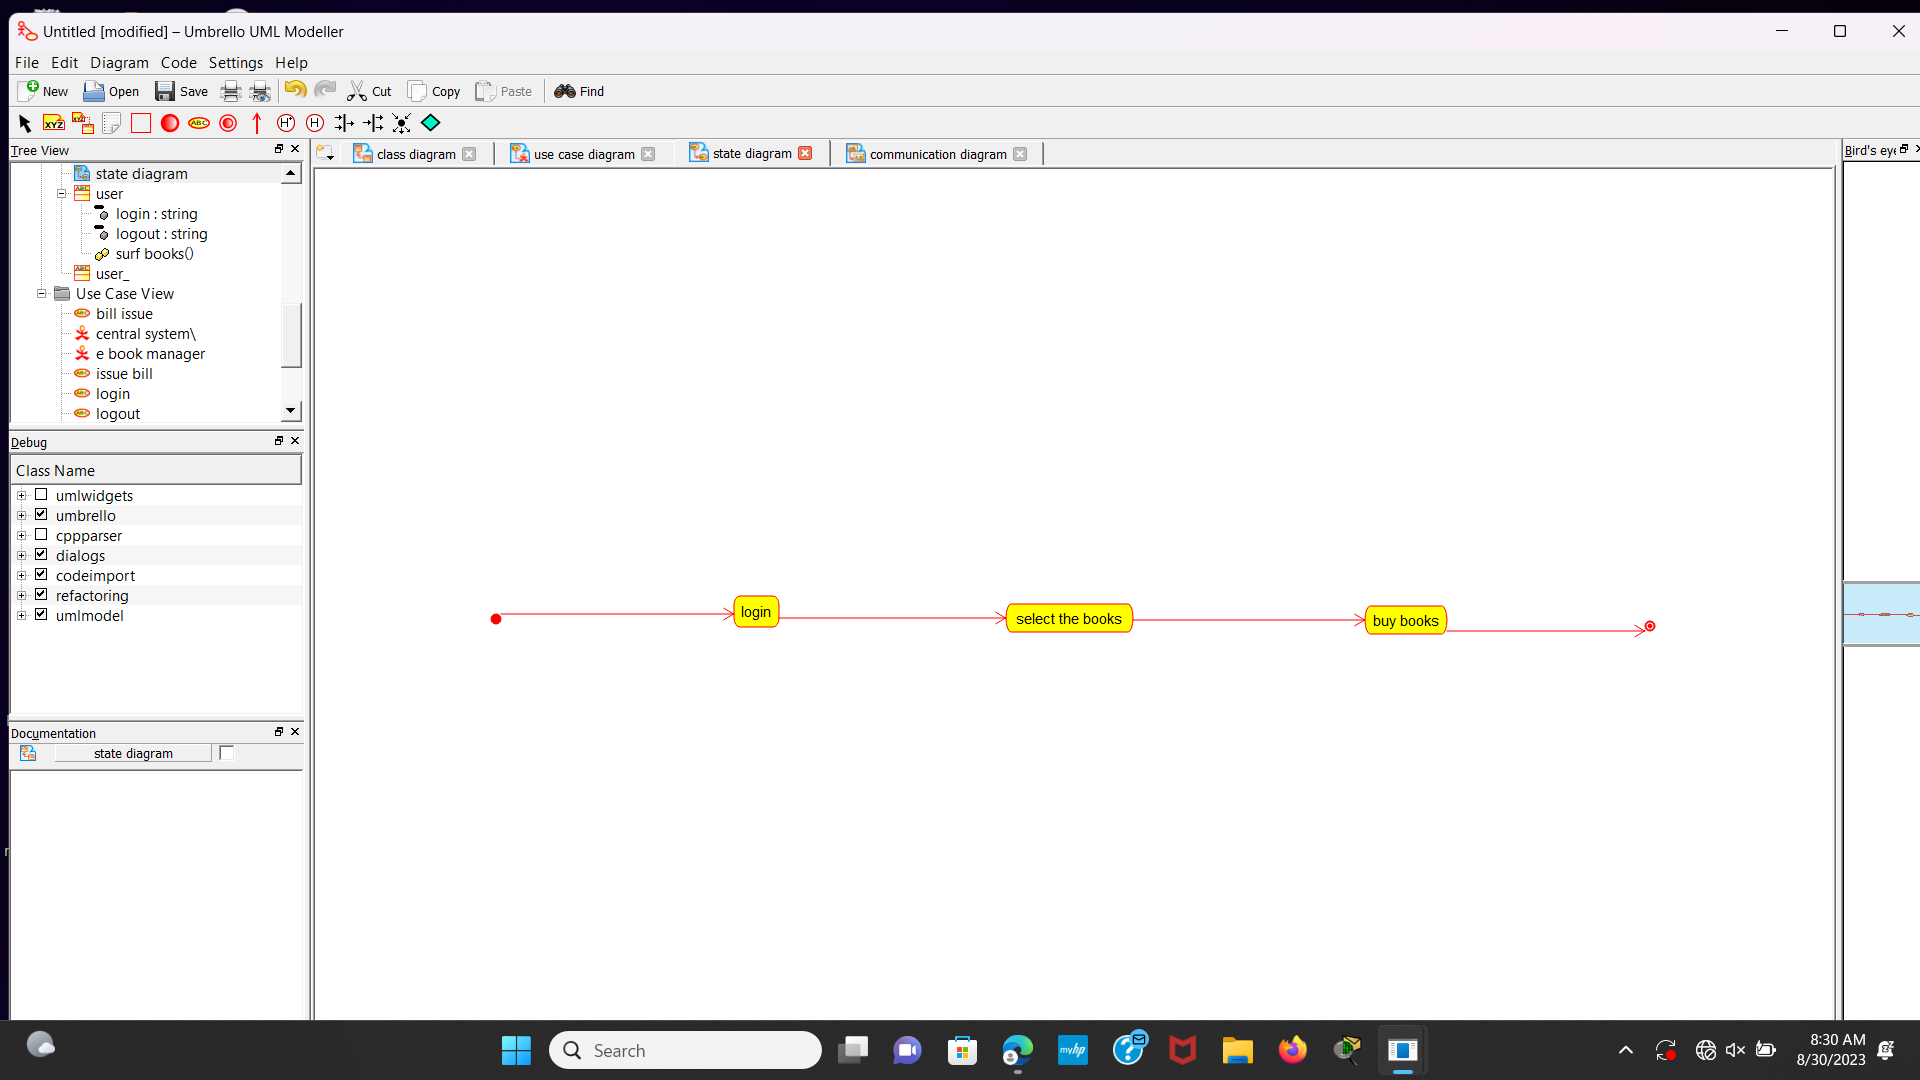 Untitled [modified] – Umbrello UML Modeller
File Edit Diagram Code Settings Help
New Open Save Cut Copy Paste Find
XYZ ABC H* H
Tree View
class diagram use case diagram state diagram communication diagram
Bird's eye
state diagram
user
login : string
logout : string
surf books()
user_
Use Case View
bill issue
central system\
e book manager
issue bill
login
logout
Debug
Class Name
umlwidgets
umbrello
cppparser
dialogs
codeimport
refactoring
umlmodel
login
select the books
buy books
Documentation
state diagram
Search
myhp
8:30 AM
8/30/2023